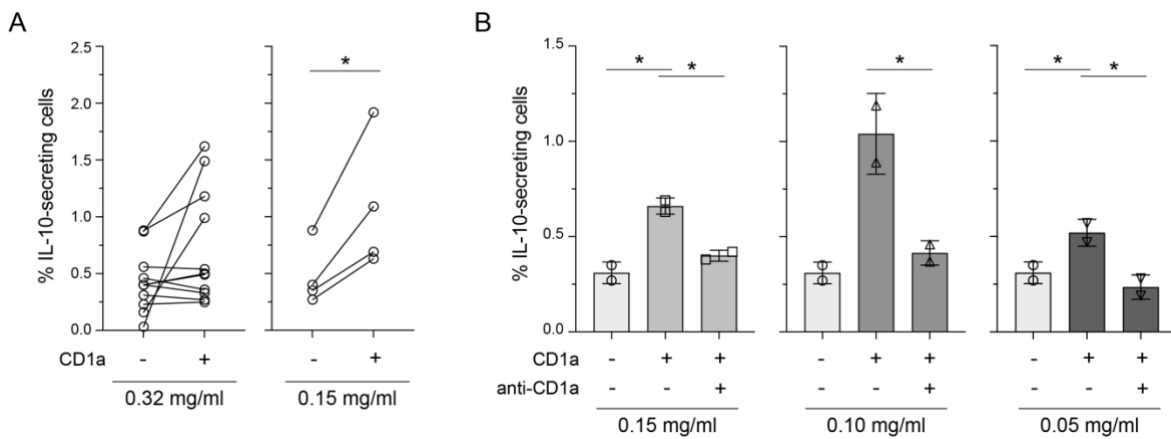 A
B
% IL-10-secreting cells
2.5
2.0
1.5
1.0
0.5
0.0
*
CD1a - + - +
0.32 mg/ml 0.15 mg/ml
% IL-10-secreting cells
1.5
1.0
0.5
0.0
* * * * *
CD1a - + + - + + - + +
anti-CD1a - - + - - + - - +
0.15 mg/ml 0.10 mg/ml 0.05 mg/ml